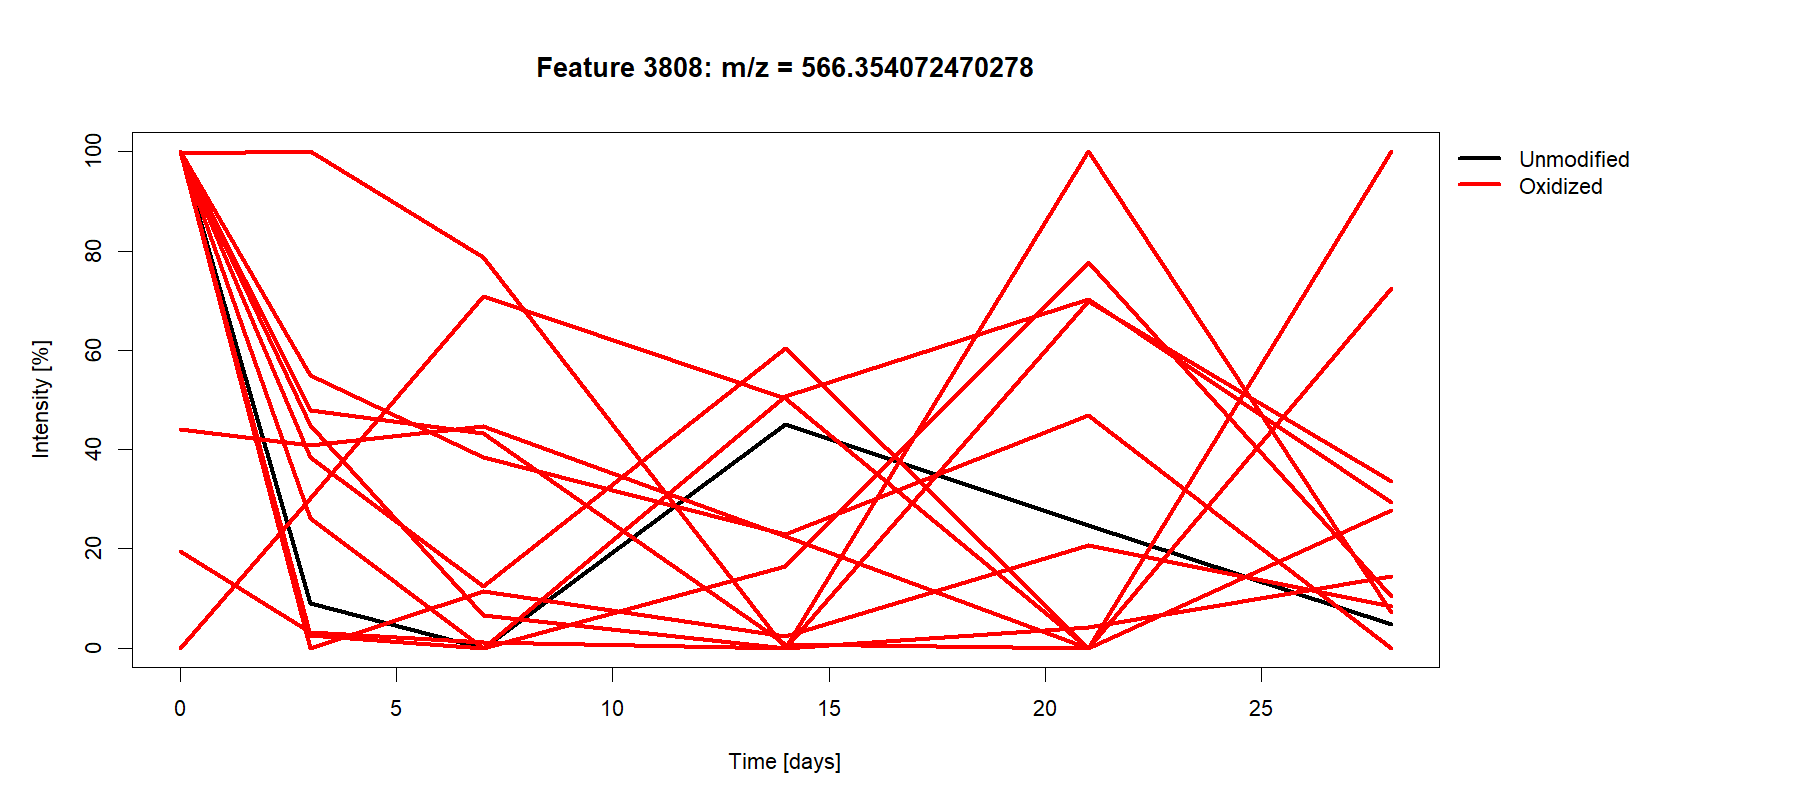 Feature 3808: m/z = 566.354072470278
Unmodified
Oxidized
Intensity [%]
100
80
60
40
20
0
0 5 10 15 20 25
Time [days]